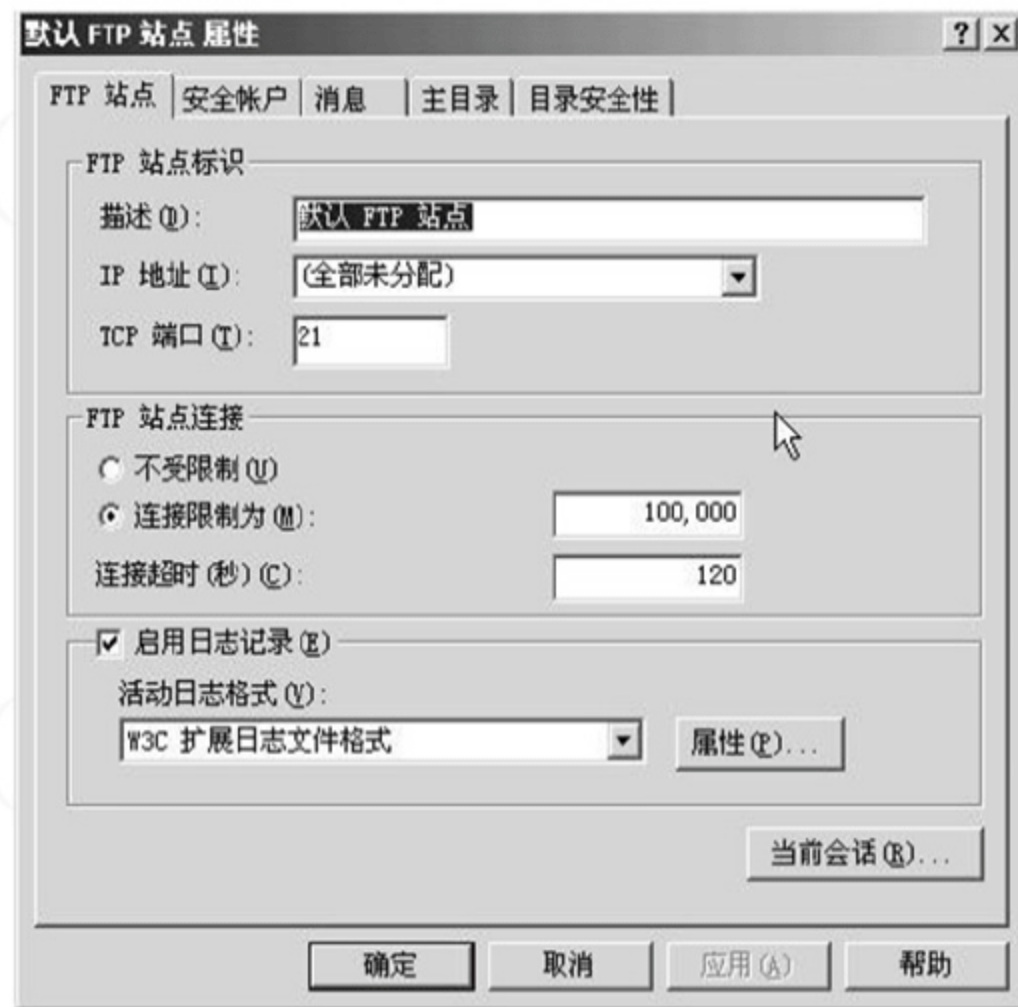 默认 FTP 站点 属性
FTP 站点 安全帐户 消息 主目录 目录安全性
FTP 站点标识
描述(D): 默认 FTP 站点
IP 地址(I): (全部未分配)
TCP 端口(T): 21
FTP 站点连接
不受限制(U)
连接限制为(M): 100,000
连接超时(秒)(C): 120
启用日志记录(E)
活动日志格式(V):
W3C 扩展日志文件格式 属性(P)...
当前会话(R)...
确定 取消 应用(A) 帮助